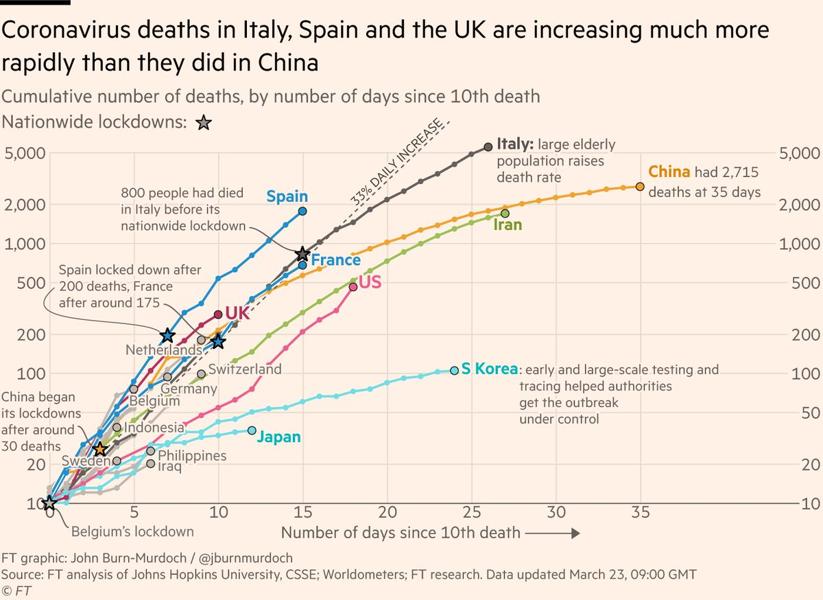 Coronavirus deaths in Italy, Spain and the UK are increasing much more
rapidly than they did in China
Cumulative number of deaths, by number of days since 10th death
Nationwide lockdowns:
33% DAILY INCREASE
Italy: large elderly
population raises
death rate
5,000
5,000
China had 2,715
deaths at 35 days
800 people had died
in Italy before its
nationwide lockdown
Spain
2,000
2,000
Iran
1,000
1,000
France
Spain locked down after
200 deaths, France
after around 175
500
500
US
UK
200
200
Netherlands
Switzerland
100
100
S Korea: early and large-scale testing and
tracing helped authorities
get the outbreak
under control
Germany
Belgium
China began
its lockdowns
after around
30 deaths
50
Indonesia
Japan
Sweden
Philippines
Iraq
20
20
10
10
0
5
10
15
20
25
30
35
Belgium's lockdown
Number of days since 10th death
FT graphic: John Burn-Murdoch / @jburnmurdoch
Source: FT analysis of Johns Hopkins University, CSSE; Worldometers; FT research. Data updated March 23, 09:00 GMT
© FT